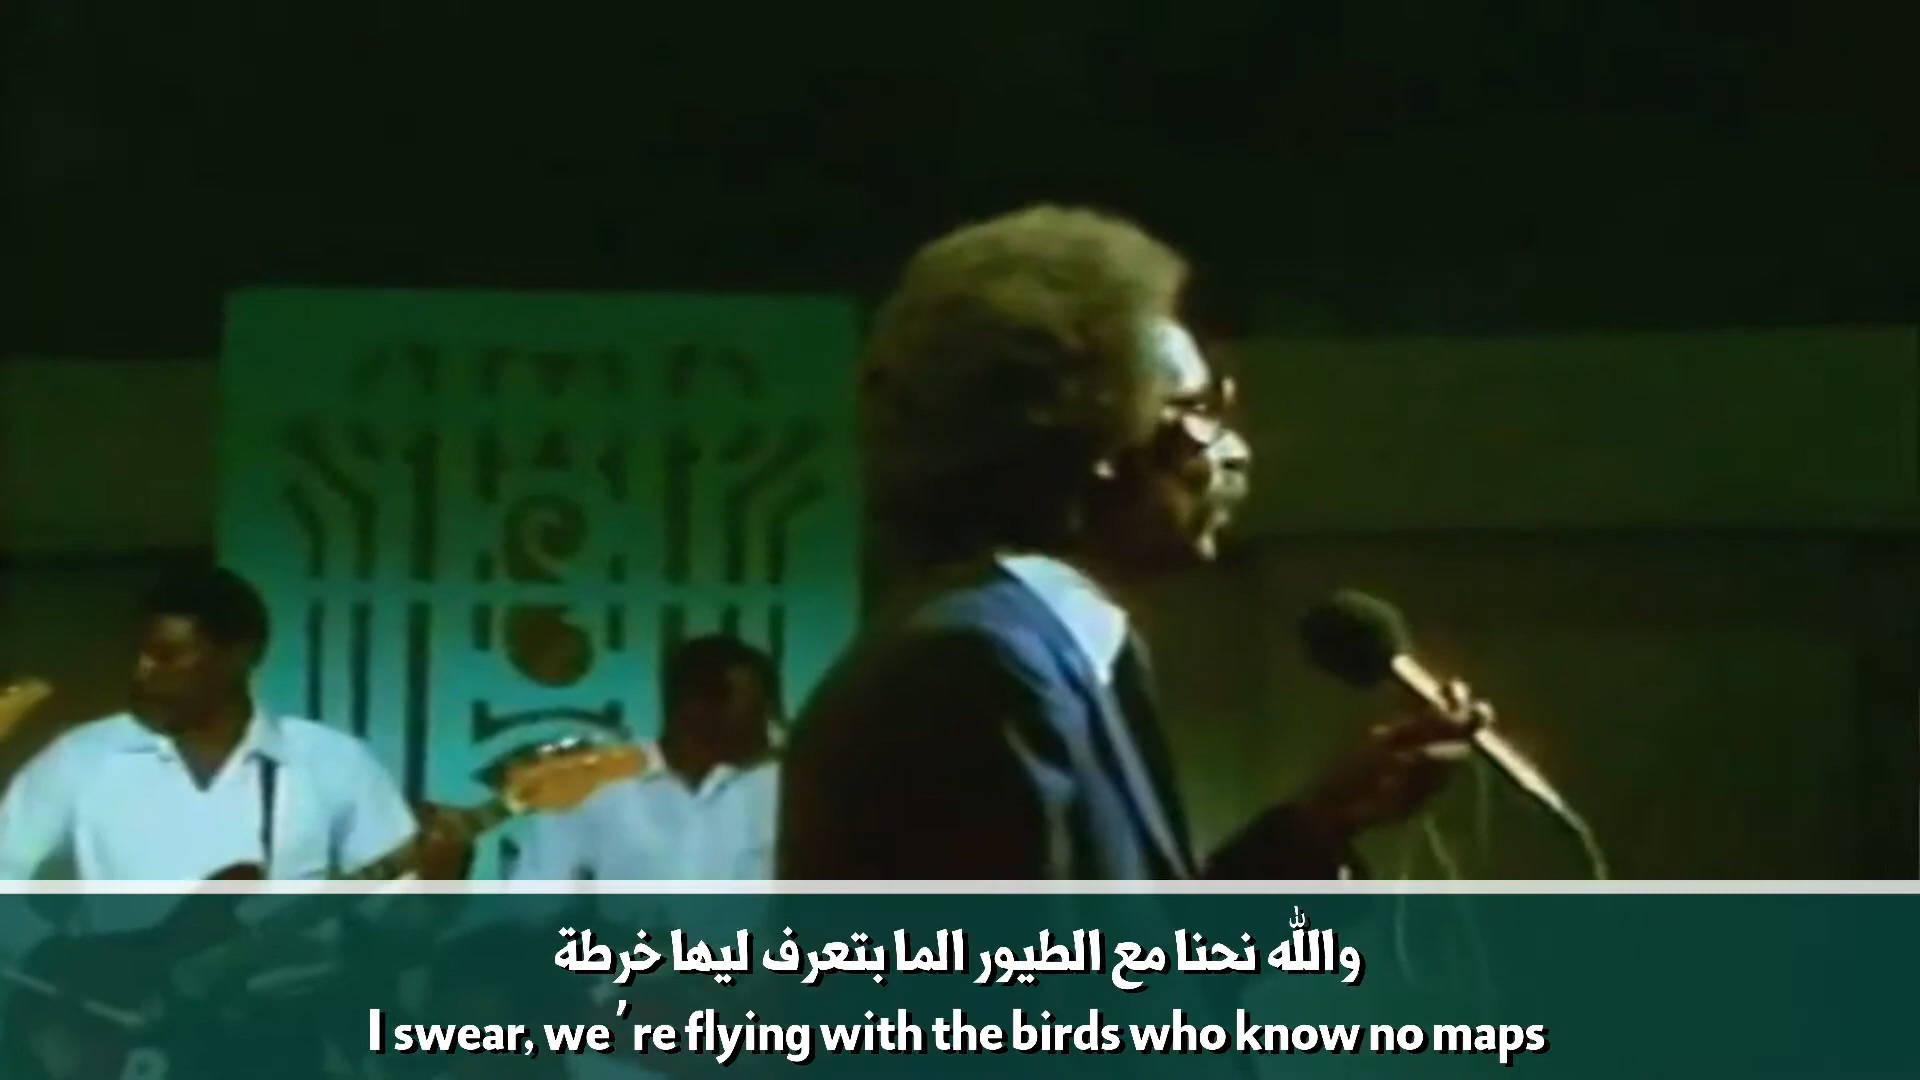 والله نحنا مع الطيور الما بتعرف ليها خرطة
I swear, we're flying with the birds who know no maps